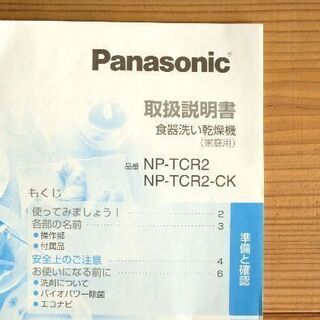 Panasonic
取扱説明書
食器洗い乾燥機
(家庭用)
品番 NP-TCR2
NP-TCR2-CK
もくじ
使ってみましょう! 2
各部の名前 3
● 操作部
● 付属品
安全上のご注意 4
お使いになる前に 6
● 洗剤について
● バイオパワー除菌
● エコナビ
準備と確認